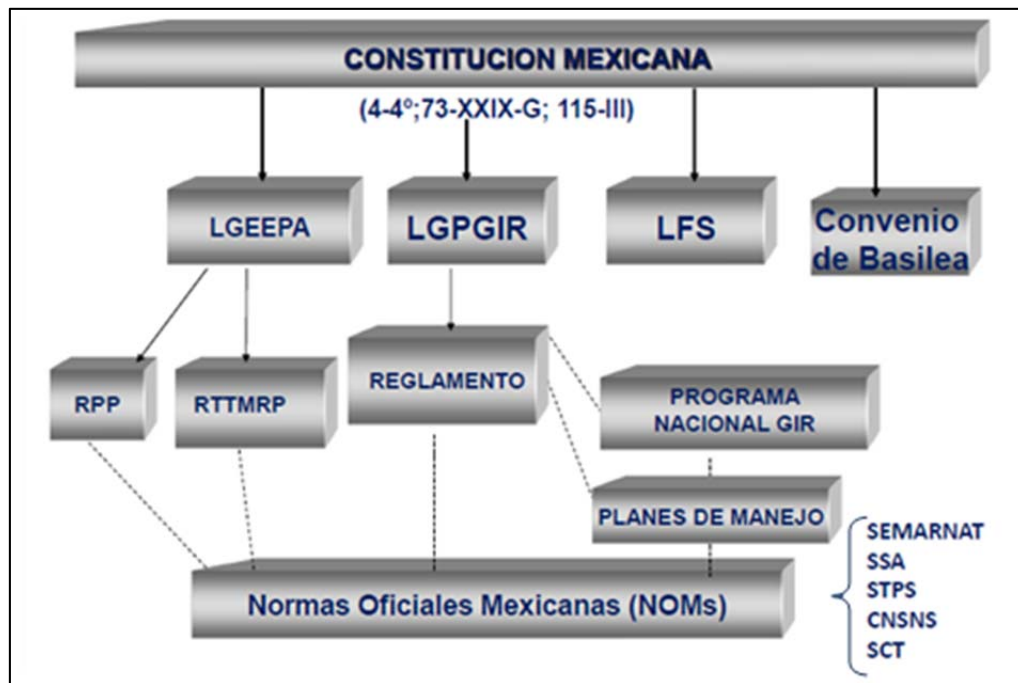 CONSTITUCION MEXICANA
(4-4º;73-XXIX-G; 115-III)
LGEEPA
LGPGIR
LFS
Convenio
de Basilea
RPP
RTTMRP
REGLAMENTO
PROGRAMA
NACIONAL GIR
PLANES DE MANEJO
SEMARNAT
SSA
STPS
CNSNS
SCT
Normas Oficiales Mexicanas (NOMs)